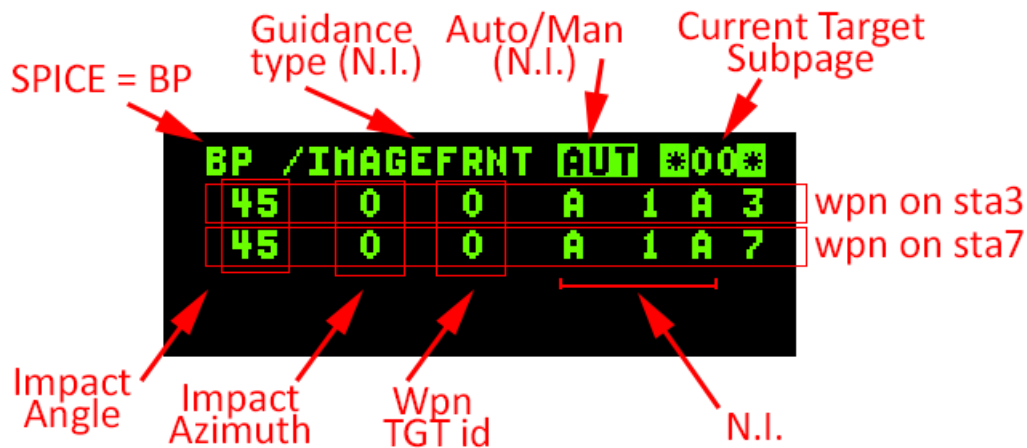 Guidance
type (N.I.)
Auto/Man
(N.I.)
Current Target
Subpage
SPICE = BP
BP /IMAGEFRNT AUT *00*
45 0 0 A 1 A 3
wpn on sta3
45 0 0 A 1 A 7
wpn on sta7
Impact
Angle
Impact
Azimuth
Wpn
TGT id
N.I.